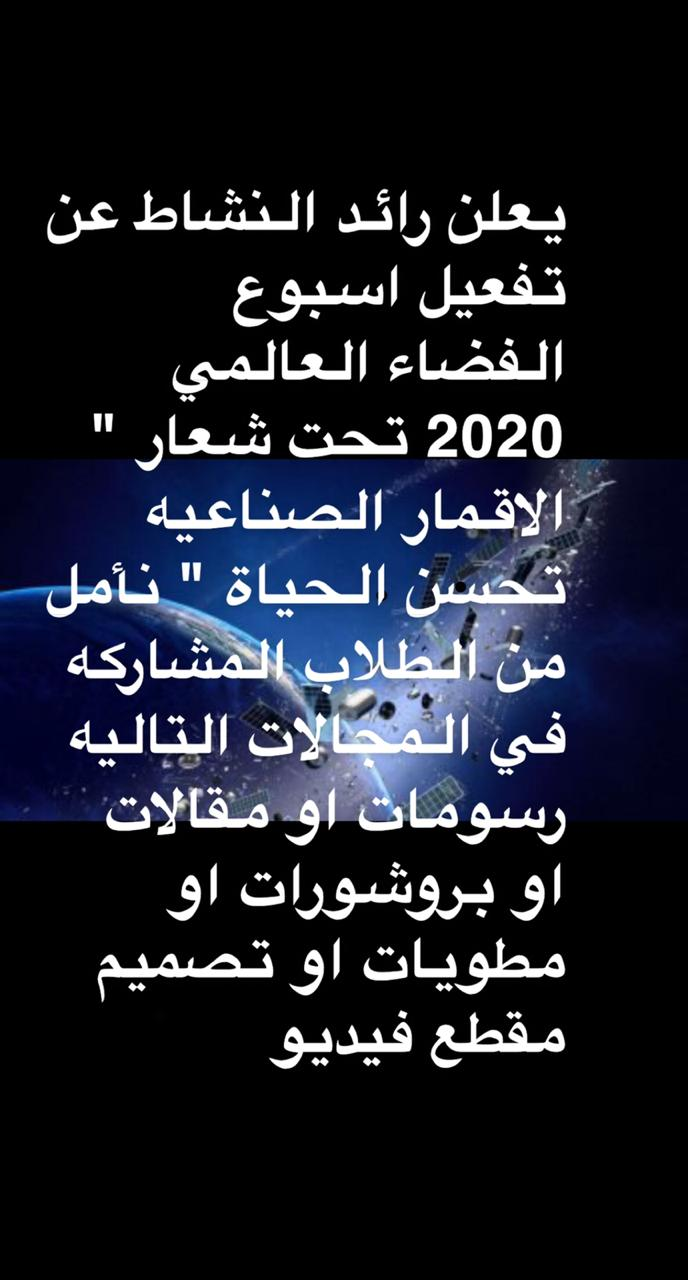 يعلن رائد النشاط عن
تفعيل اسبوع
الفضاء العالمي
2020 تحت شعار "
الاقمار الصناعيه
تحسن الحياة " نأمل
من الطلاب المشاركه
في المجالات التاليه
رسومات او مقالات
او بروشورات او
مطويات او تصميم
مقطع فيديو